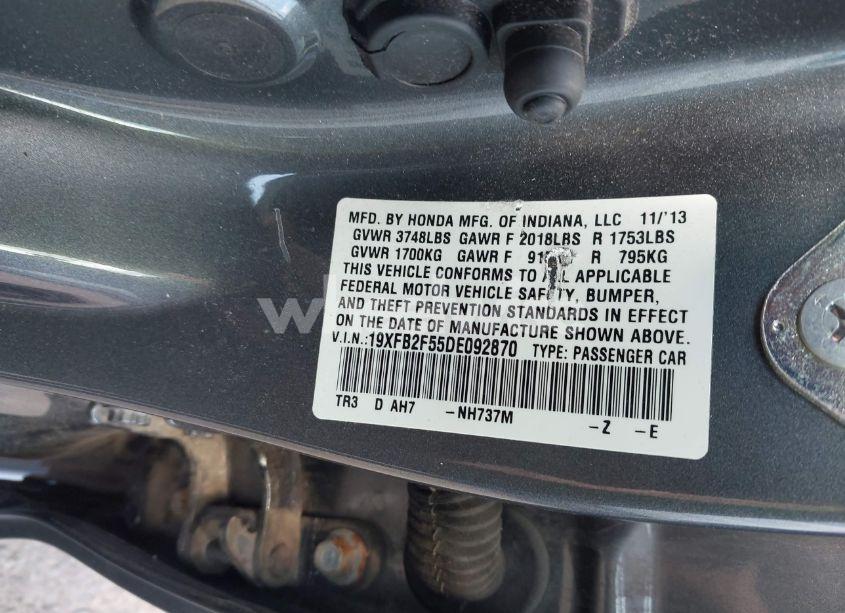 MFD. BY HONDA MFG. OF INDIANA, LLC 11/'13
GVWR 3748LBS GAWR F 2018LBS R 1753LBS
GVWR 1700KG GAWR F R 795KG
THIS VEHICLE CONFORMS TO ALL APPLICABLE
FEDERAL MOTOR VEHICLE SAFETY, BUMPER,
AND THEFT PREVENTION STANDARDS IN EFFECT
ON THE DATE OF MANUFACTURE SHOWN ABOVE.
V.I.N.:19XFB2F55DE092870 TYPE: PASSENGER CAR
TR3 D AH7 -NH737M -Z -E